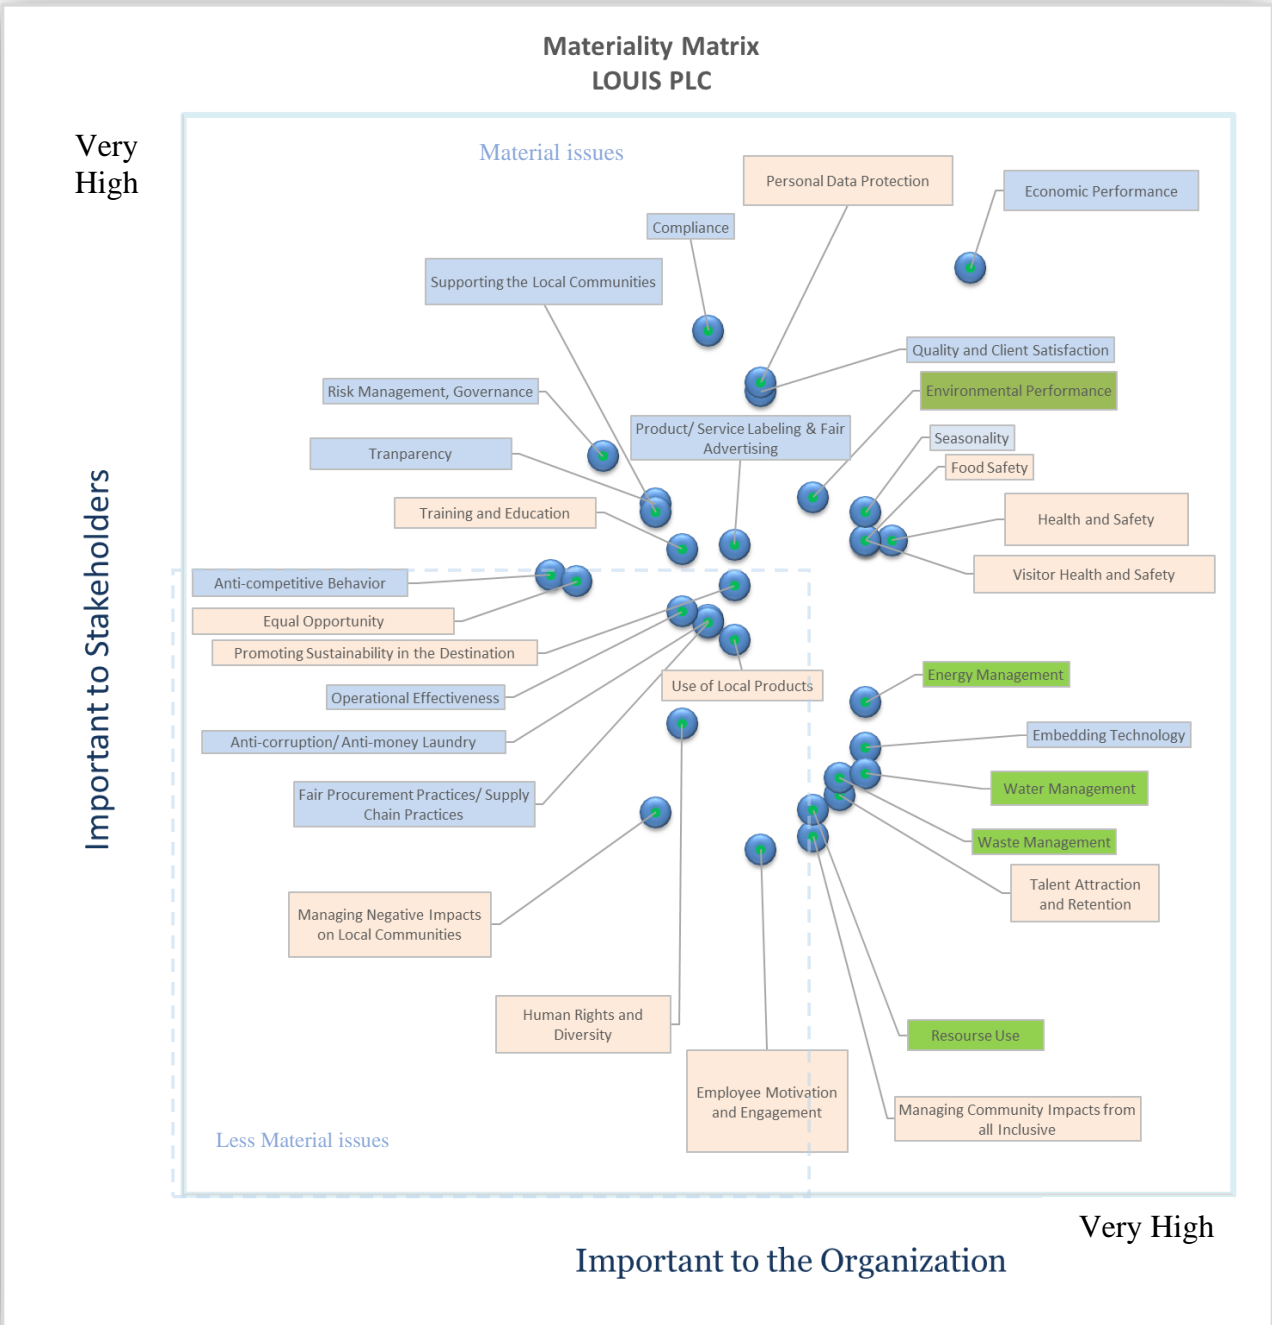 Materiality Matrix
LOUIS PLC
Very
High
Material issues
Personal Data Protection
Economic Performance
Compliance
Supporting the Local Communities
Quality and Client Satisfaction
Risk Management, Governance
Environmental Performance
Product/ Service Labeling & Fair
Advertising
Seasonality
Tranparency
Food Safety
Training and Education
Health and Safety
Visitor Health and Safety
Anti-competitive Behavior
Equal Opportunity
Promoting Sustainability in the Destination
Energy Management
Use of Local Products
Operational Effectiveness
Embedding Technology
Anti-corruption/ Anti-money Laundry
Water Management
Fair Procurement Practices/ Supply
Chain Practices
Waste Management
Talent Attraction
and Retention
Managing Negative Impacts
on Local Communities
Human Rights and
Diversity
Resourse Use
Employee Motivation
and Engagement
Managing Community Impacts from
all Inclusive
Less Material issues
Important to Stakeholders
Very High
Important to the Organization